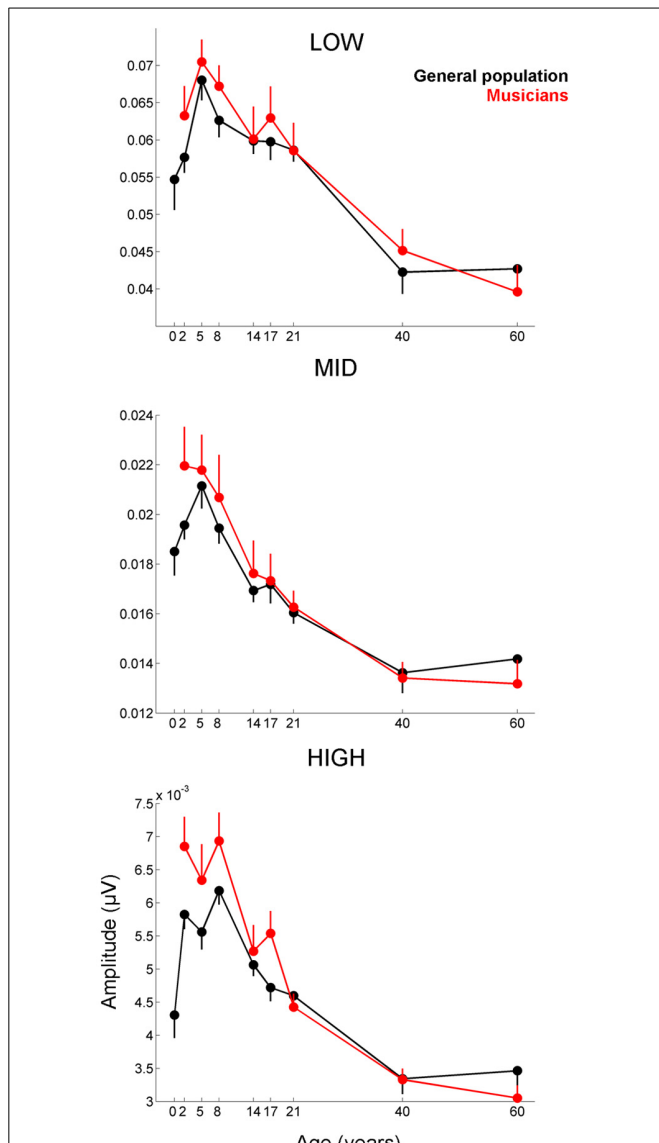 LOW
General population
Musicians
0.07
0.065
0.06
0.055
0.05
0.045
0.04
0 2 5 8 14 17 21 40 60
MID
0.024
0.022
0.02
0.018
0.016
0.014
0.012
0 2 5 8 14 17 21 40 60
HIGH
x 10⁻³
7.5
7
6.5
6
5.5
5
4.5
4
3.5
3
Amplitude (µV)
0 2 5 8 14 17 21 40 60
Age (years)